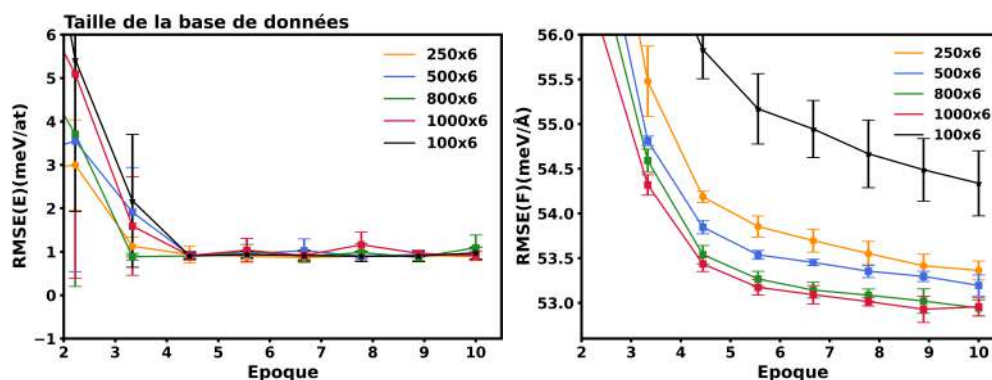 Taille de la base de données
RMSE(E)(meV/at)
6
5
4
3
2
1
0
−1
250x6
500x6
800x6
1000x6
100x6
2 3 4 5 6 7 8 9 10
Epoque
RMSE(F)(meV/Å)
56.0
55.5
55.0
54.5
54.0
53.5
53.0
250x6
500x6
800x6
1000x6
100x6
2 3 4 5 6 7 8 9 10
Epoque